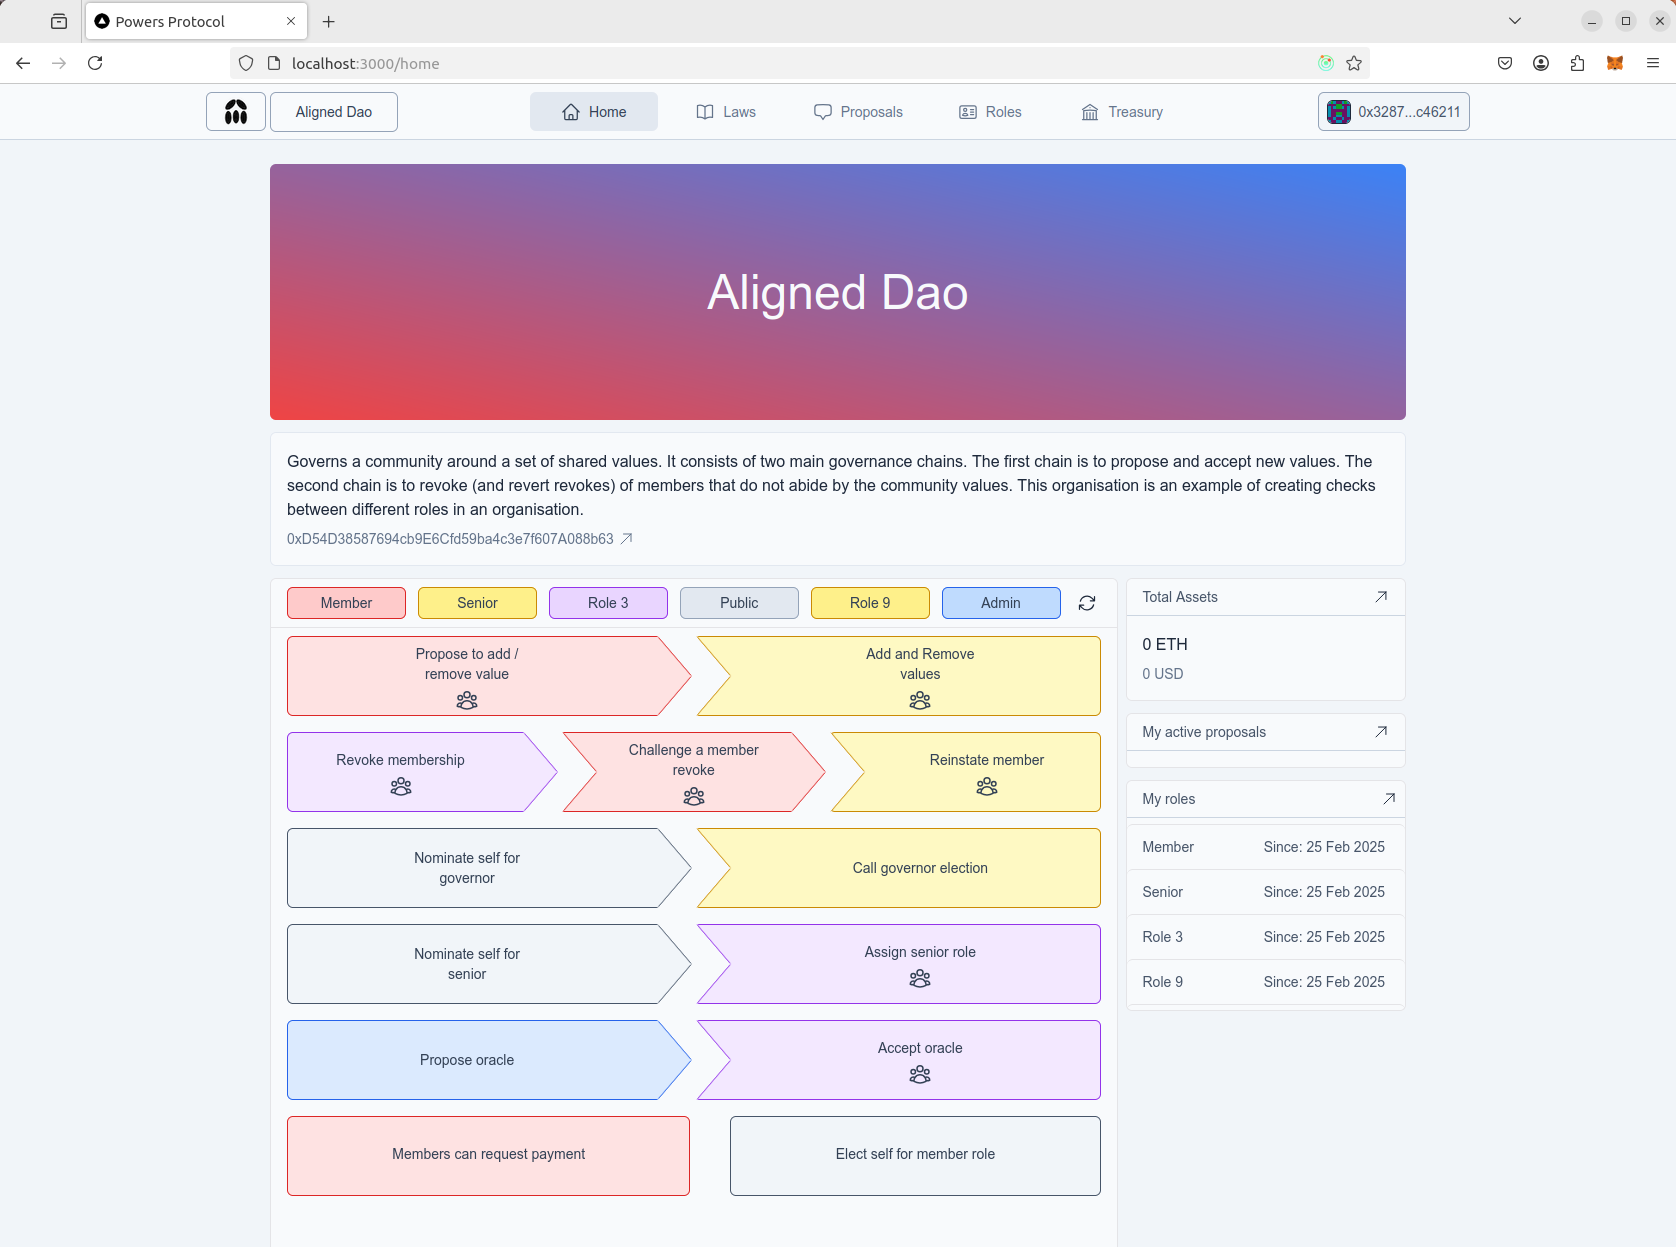 Powers Protocol
localhost:3000/home
Aligned Dao
Home
Laws
Proposals
Roles
Treasury
0x3287...c46211
Aligned Dao
Governs a community around a set of shared values. It consists of two main governance chains. The first chain is to propose and accept new values. The
second chain is to revoke (and revert revokes) of members that do not abide by the community values. This organisation is an example of creating checks
between different roles in an organisation.
0xD54D38587694cb9E6Cfd59ba4c3e7f607A088b63
Member
Senior
Role 3
Public
Role 9
Admin
Propose to add /
remove value
Add and Remove
values
Revoke membership
Challenge a member
revoke
Reinstate member
Nominate self for
governor
Call governor election
Nominate self for
senior
Assign senior role
Propose oracle
Accept oracle
Members can request payment
Elect self for member role
Total Assets
0 ETH
0 USD
My active proposals
My roles
Member Since: 25 Feb 2025
Senior Since: 25 Feb 2025
Role 3 Since: 25 Feb 2025
Role 9 Since: 25 Feb 2025